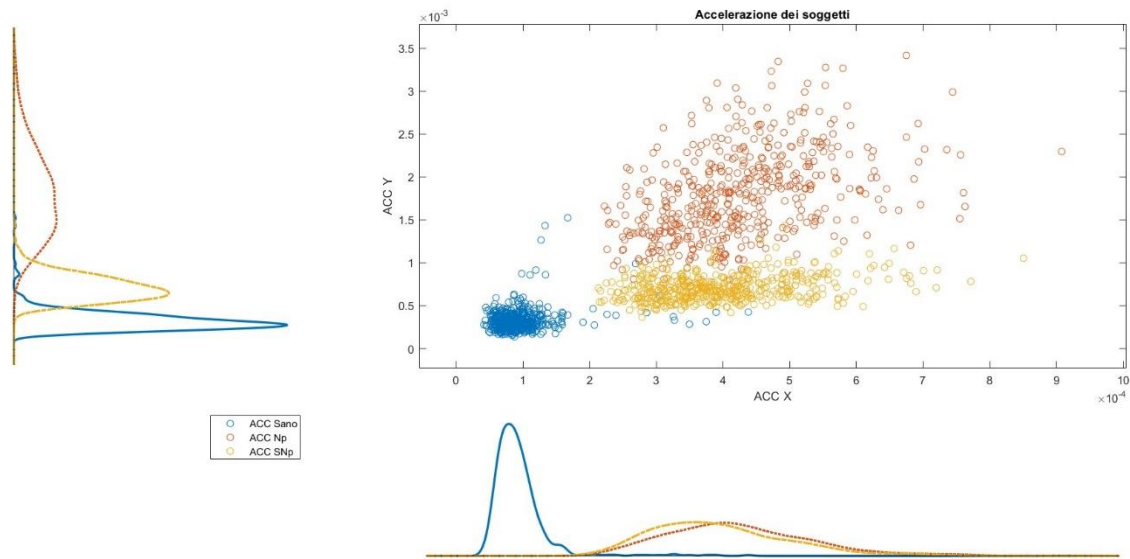 Accelerazione dei soggetti
×10⁻³
3.5
3
2.5
2
1.5
1
0.5
0
ACC Y
0 1 2 3 4 5 6 7 8 9 10
ACC X
×10⁻⁴
ACC Sano
ACC Np
ACC SNp